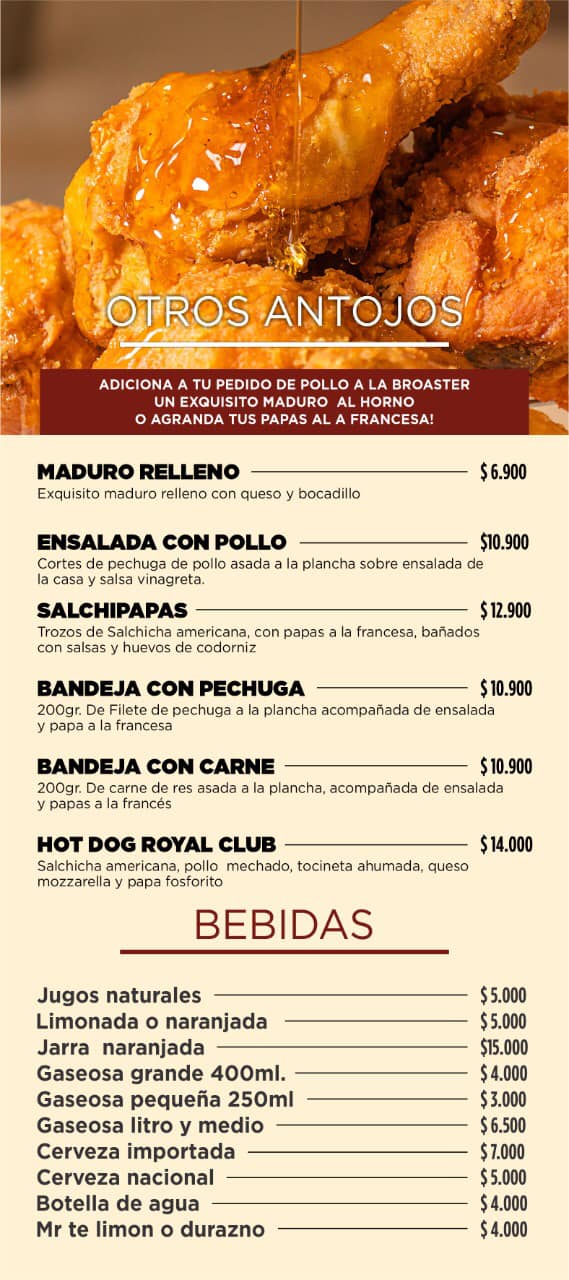 OTROS ANTOJOS
ADICIONA A TU PEDIDO DE POLLO A LA BROASTER
UN EXQUISITO MADURO AL HORNO
O AGRANDA TUS PAPAS AL A FRANCESA!
MADURO RELLENO $6.900
Exquisito maduro relleno con queso y bocadillo
ENSALADA CON POLLO $10.900
Cortes de pechuga de pollo asada a la plancha sobre ensalada de
la casa y salsa vinagreta.
SALCHIPAPAS $12.900
Trozos de Salchicha americana, con papas a la francesa, bañados
con salsas y huevos de codorniz
BANDEJA CON PECHUGA $10.900
200gr. De Filete de pechuga a la plancha acompañada de ensalada
y papa a la francesa
BANDEJA CON CARNE $10.900
200gr. De carne de res asada a la plancha, acompañada de ensalada
y papas a la francés
HOT DOG ROYAL CLUB $14.000
Salchicha americana, pollo mechado, tocineta ahumada, queso
mozzarella y papa fosforito
BEBIDAS
Jugos naturales $5.000
Limonada o naranjada $5.000
Jarra naranjada $15.000
Gaseosa grande 400ml. $4.000
Gaseosa pequeña 250ml $3.000
Gaseosa litro y medio $6.500
Cerveza importada $7.000
Cerveza nacional $5.000
Botella de agua $4.000
Mr te limon o durazno $4.000